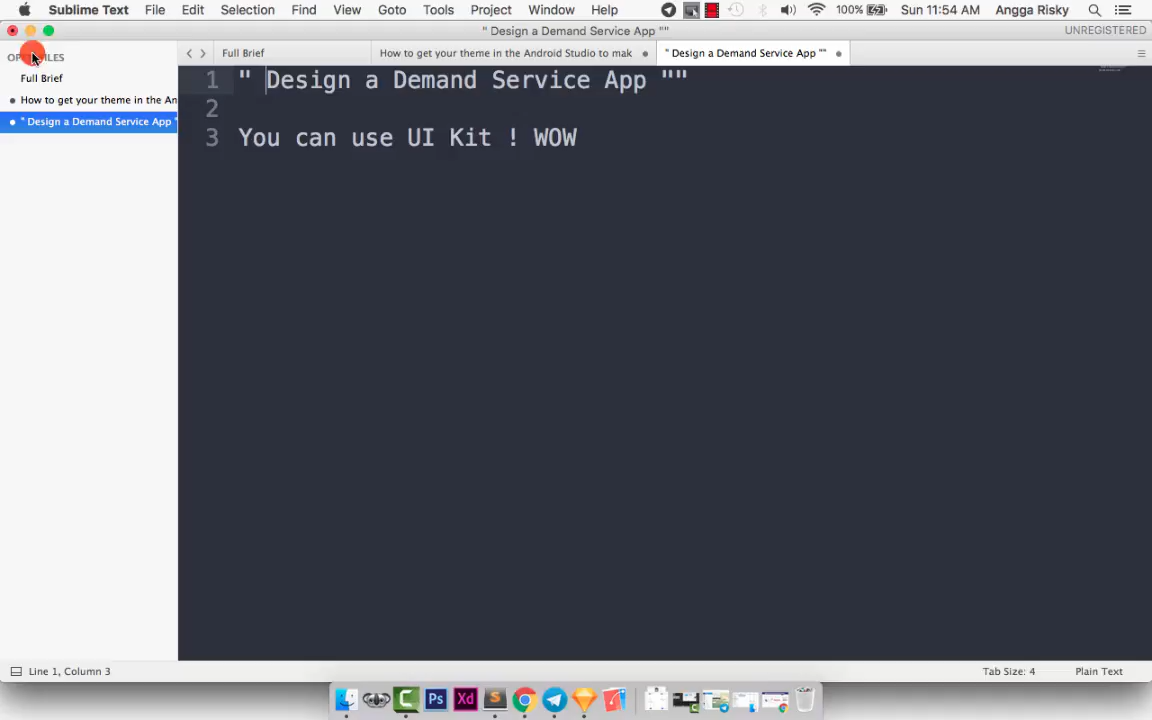 Sublime Text File Edit Selection Find View Goto Tools Project Window Help 100% Sun 11:54 AM Angga Risky
" Design a Demand Service App ""
UNREGISTERED
Full Brief
How to get your theme in the Android Studio to mak
" Design a Demand Service App ""
Full Brief
How to get your theme in the An
" Design a Demand Service App "
1 " Design a Demand Service App ""
2
3 You can use UI Kit ! WOW
Line 1, Column 3
Tab Size: 4
Plain Text
Ps
Xd
S